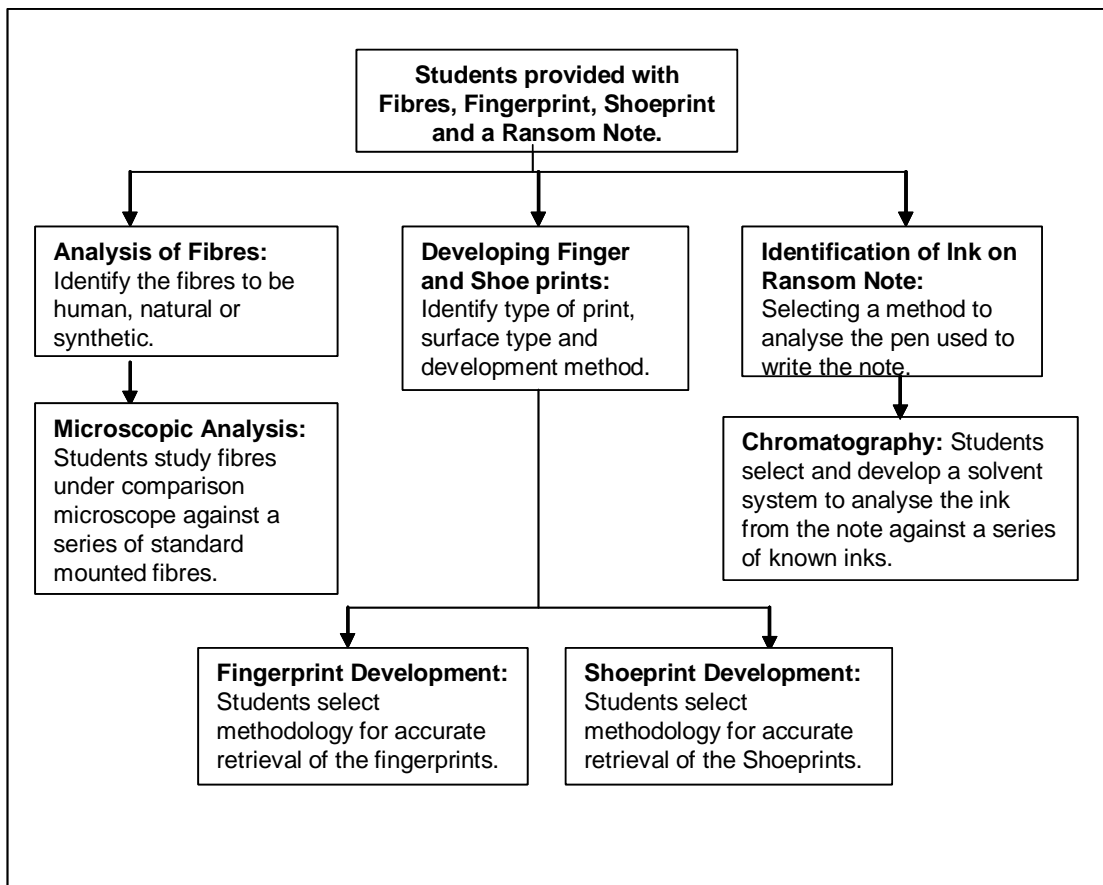 Students provided with
Fibres, Fingerprint, Shoeprint
and a Ransom Note.
Analysis of Fibres:
Identify the fibres to be
human, natural or
synthetic.
Developing Finger
and Shoe prints:
Identify type of print,
surface type and
development method.
Identification of Ink on
Ransom Note:
Selecting a method to
analyse the pen used to
write the note.
Microscopic Analysis:
Students study fibres
under comparison
microscope against a
series of standard
mounted fibres.
Chromatography: Students
select and develop a solvent
system to analyse the ink
from the note against a series
of known inks.
Fingerprint Development:
Students select
methodology for accurate
retrieval of the fingerprints.
Shoeprint Development:
Students select
methodology for accurate
retrieval of the Shoeprints.